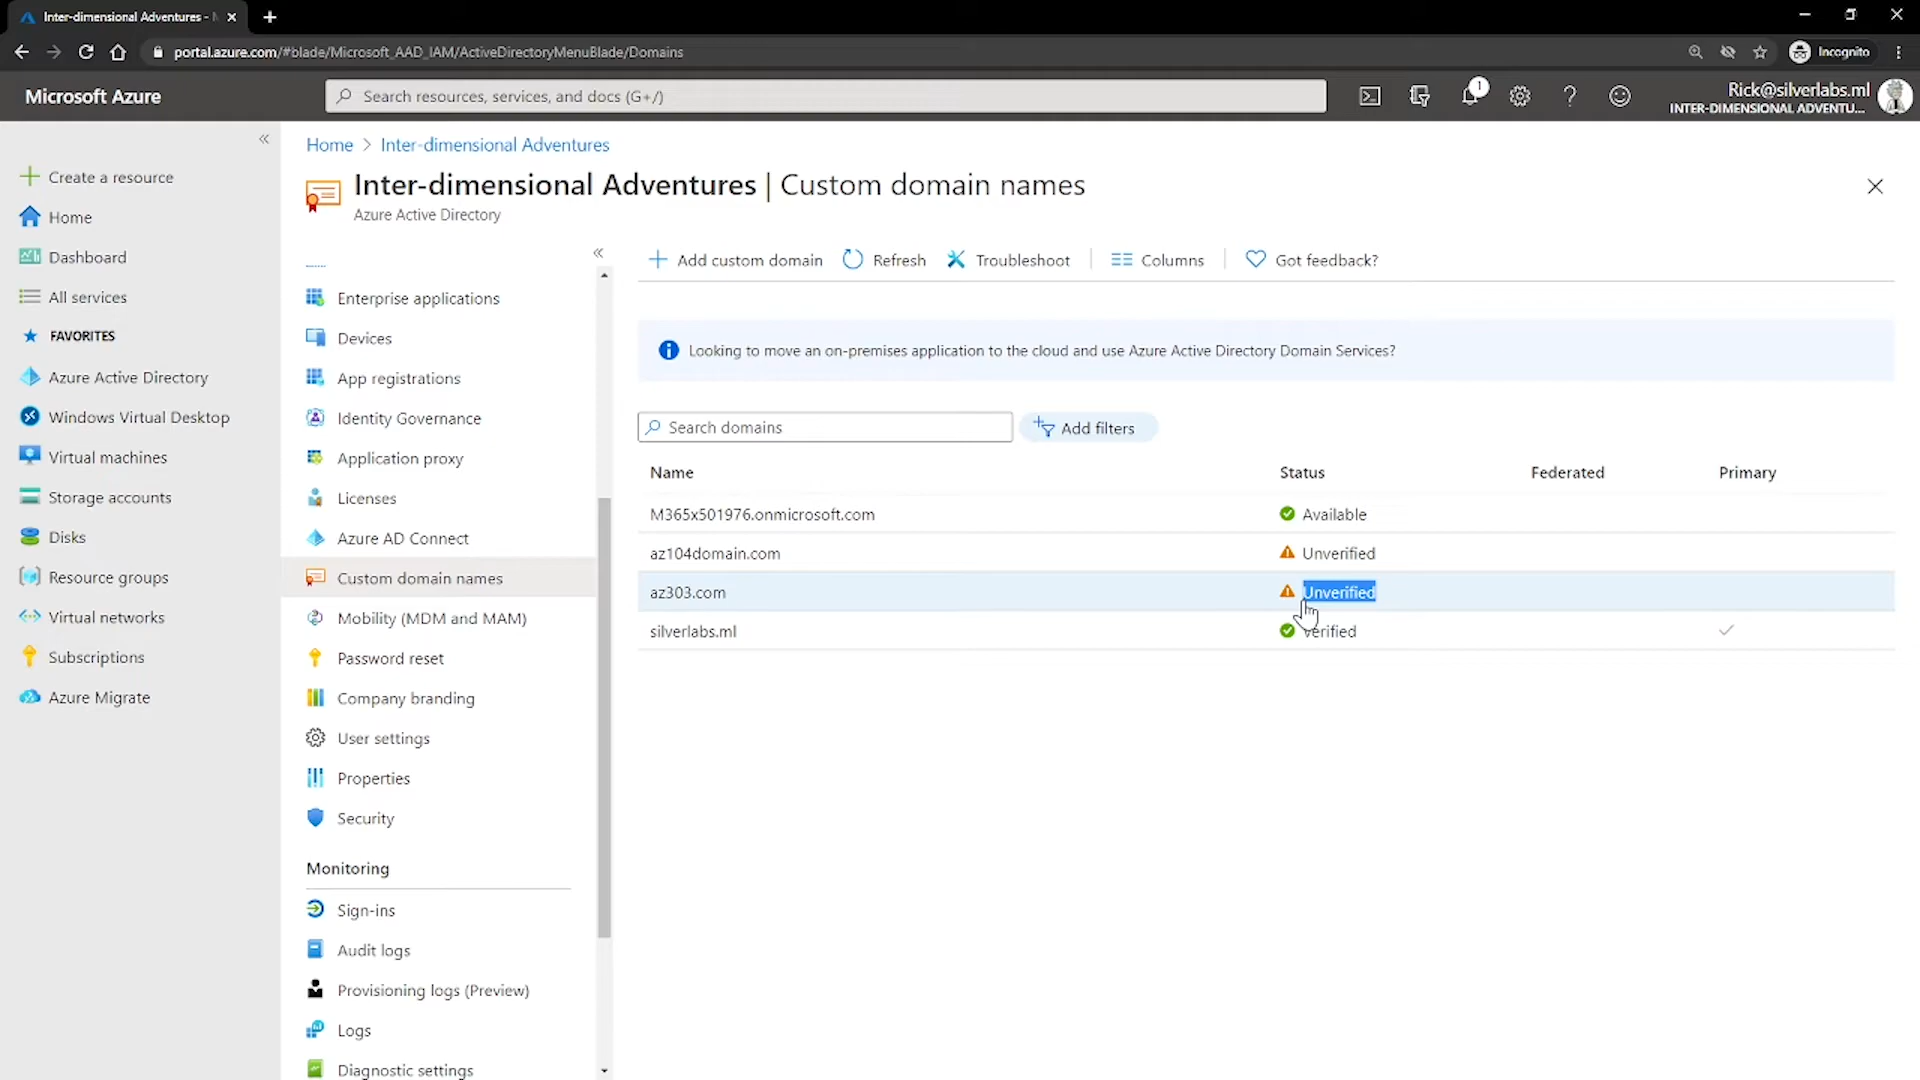 Inter-dimensional Adventures -
portal.azure.com/#blade/Microsoft_AAD_IAM/ActiveDirectoryMenuBlade/Domains
Incognito
Microsoft Azure
Search resources, services, and docs (G+/)
1
Rick@silverlabs.ml
INTER-DIMENSIONAL ADVENTU...
Home > Inter-dimensional Adventures
Inter-dimensional Adventures | Custom domain names
Azure Active Directory
Create a resource
Home
Dashboard
All services
FAVORITES
Azure Active Directory
Windows Virtual Desktop
Virtual machines
Storage accounts
Disks
Resource groups
Virtual networks
Subscriptions
Azure Migrate
Enterprise applications
Devices
App registrations
Identity Governance
Application proxy
Licenses
Azure AD Connect
Custom domain names
Mobility (MDM and MAM)
Password reset
Company branding
User settings
Properties
Security
Monitoring
Sign-ins
Audit logs
Provisioning logs (Preview)
Logs
Diagnostic settings
Add custom domain Refresh Troubleshoot Columns Got feedback?
Looking to move an on-premises application to the cloud and use Azure Active Directory Domain Services?
Search domains Add filters
Name Status Federated Primary
M365x501976.onmicrosoft.com Available
az104domain.com Unverified
az303.com Unverified
silverlabs.ml Verified